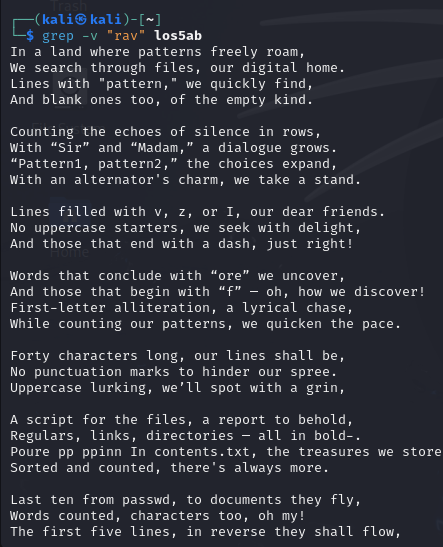 Trash
┌──(kali㉿kali)-[~]
└─$ grep -v "rav" los5ab
In a land where patterns freely roam,
We search through files, our digital home.
Lines with "pattern," we quickly find,
And blank ones too, of the empty kind.

Counting the echoes of silence in rows,
With “Sir” and “Madam,” a dialogue grows.
“Pattern1, pattern2,” the choices expand,
With an alternator's charm, we take a stand.

Lines filled with v, z, or I, our dear friends.
No uppercase starters, we seek with delight,
And those that end with a dash, just right!
Home

Words that conclude with “ore” we uncover,
And those that begin with “f” — oh, how we discover!
First-letter alliteration, a lyrical chase,
While counting our patterns, we quicken the pace.

Forty characters long, our lines shall be,
No punctuation marks to hinder our spree.
Uppercase lurking, we’ll spot with a grin,

A script for the files, a report to behold,
Regulars, links, directories — all in bold-.
Poure pp ppinn In contents.txt, the treasures we store
Sorted and counted, there's always more.

Last ten from passwd, to documents they fly,
Words counted, characters too, oh my!
The first five lines, in reverse they shall flow,